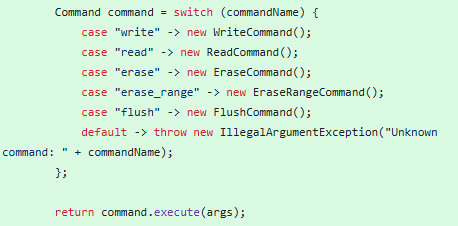 Command command = switch (commandName) {
case "write" -> new WriteCommand();
case "read" -> new ReadCommand();
case "erase" -> new EraseCommand();
case "erase_range" -> new EraseRangeCommand();
case "flush" -> new FlushCommand();
default -> throw new IllegalArgumentException("Unknown
command: " + commandName);
};
return command.execute(args);